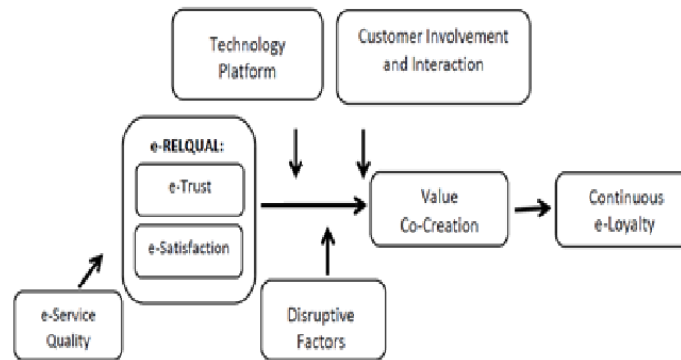 Technology
Platform
Customer Involvement
and Interaction
e-RELQUAL:
e-Trust
e-Satisfaction
Value
Co-Creation
Continuous
e-Loyalty
e-Service
Quality
Disruptive
Factors